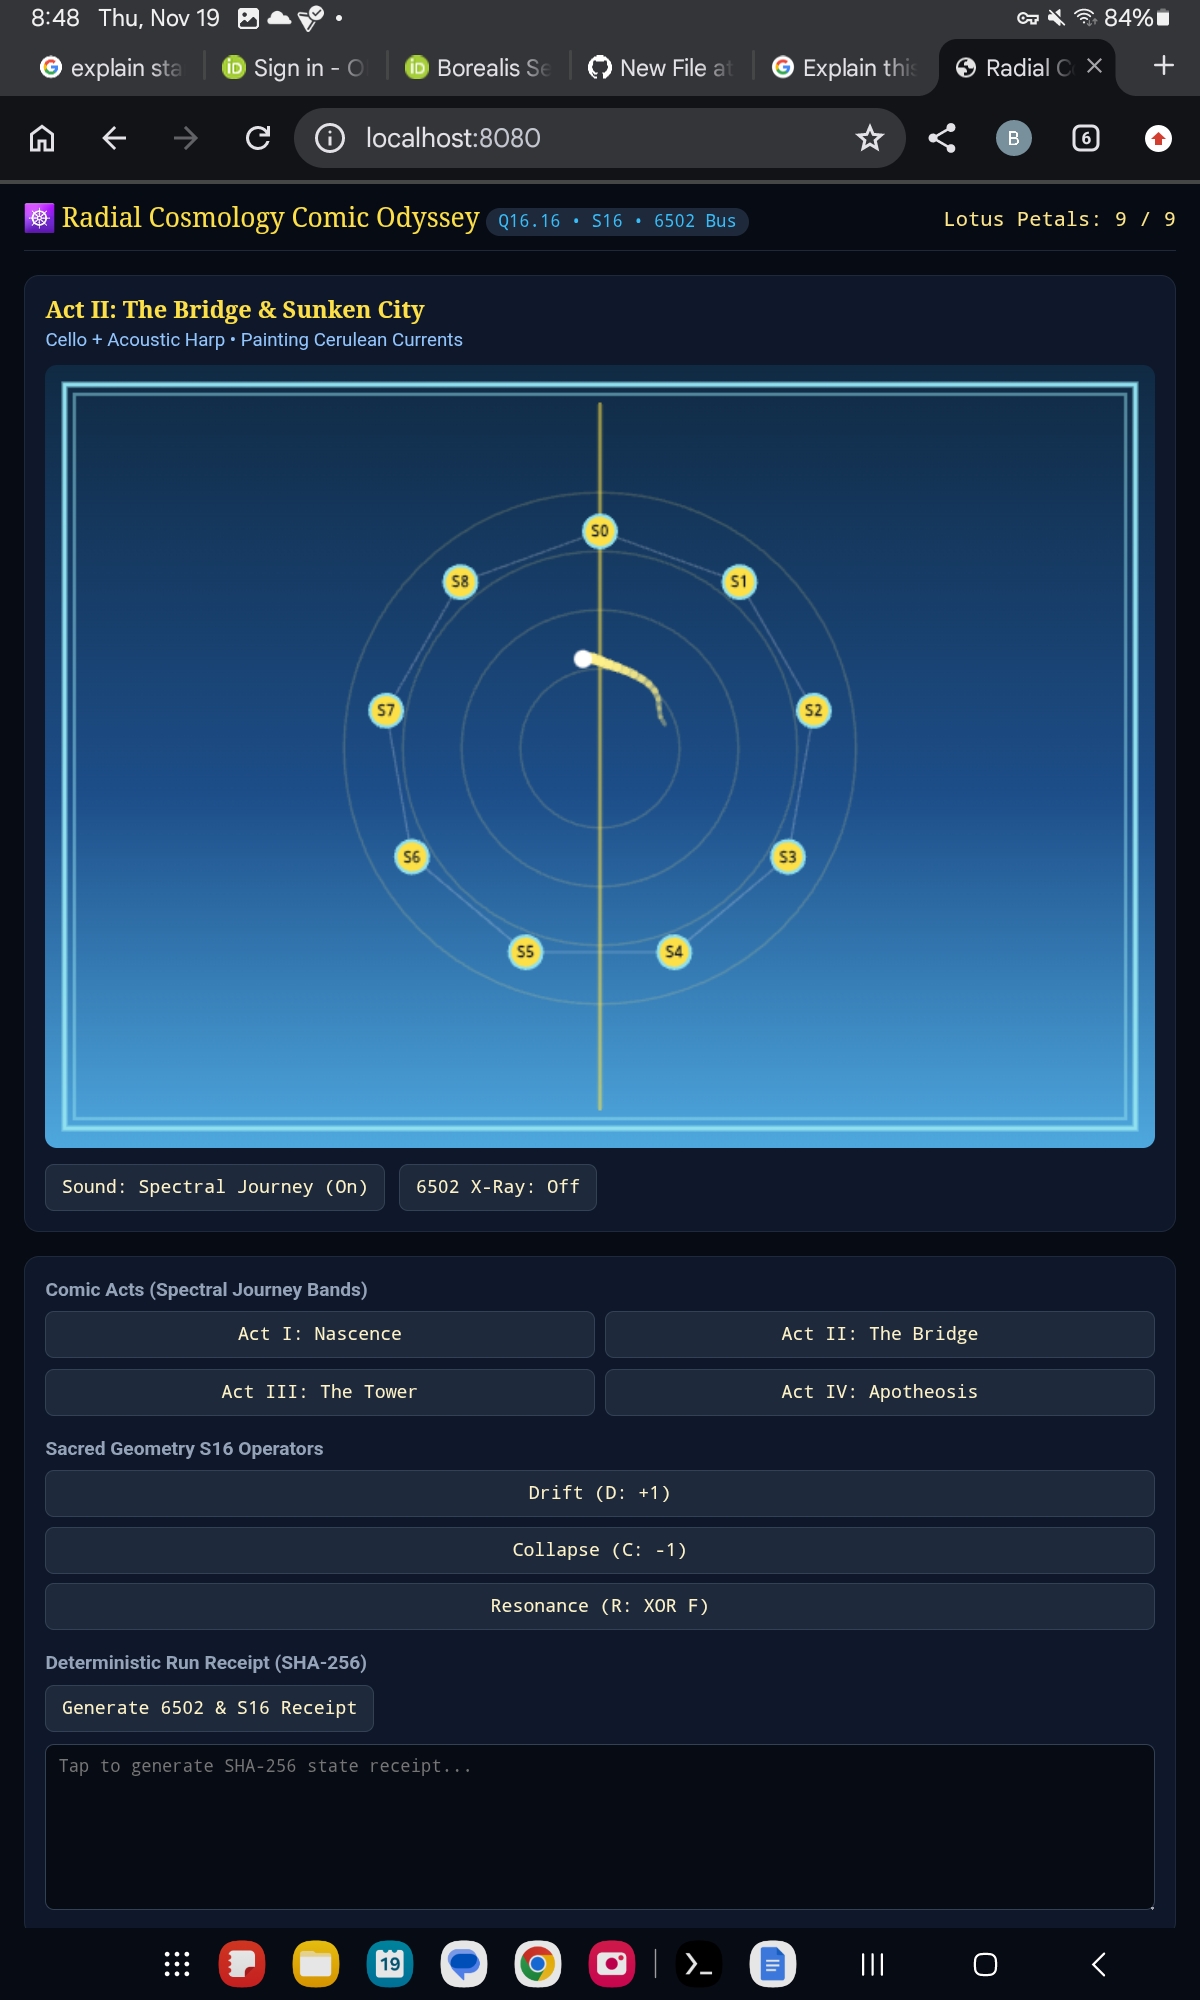 8:48 Thu, Nov 19 84%
explain sta Sign in - O Borealis Se New File at Explain this Radial C
localhost:8080 B 6
Radial Cosmology Comic Odyssey Q16.16 • S16 • 6502 Bus Lotus Petals: 9 / 9
Act II: The Bridge & Sunken City
Cello + Acoustic Harp • Painting Cerulean Currents
S0
S8 S1
S7 S2
S6 S3
S5 S4
Sound: Spectral Journey (On) 6502 X-Ray: Off
Comic Acts (Spectral Journey Bands)
Act I: Nascence Act II: The Bridge
Act III: The Tower Act IV: Apotheosis
Sacred Geometry S16 Operators
Drift (D: +1)
Collapse (C: -1)
Resonance (R: XOR F)
Deterministic Run Receipt (SHA-256)
Generate 6502 & S16 Receipt
Tap to generate SHA-256 state receipt...
19